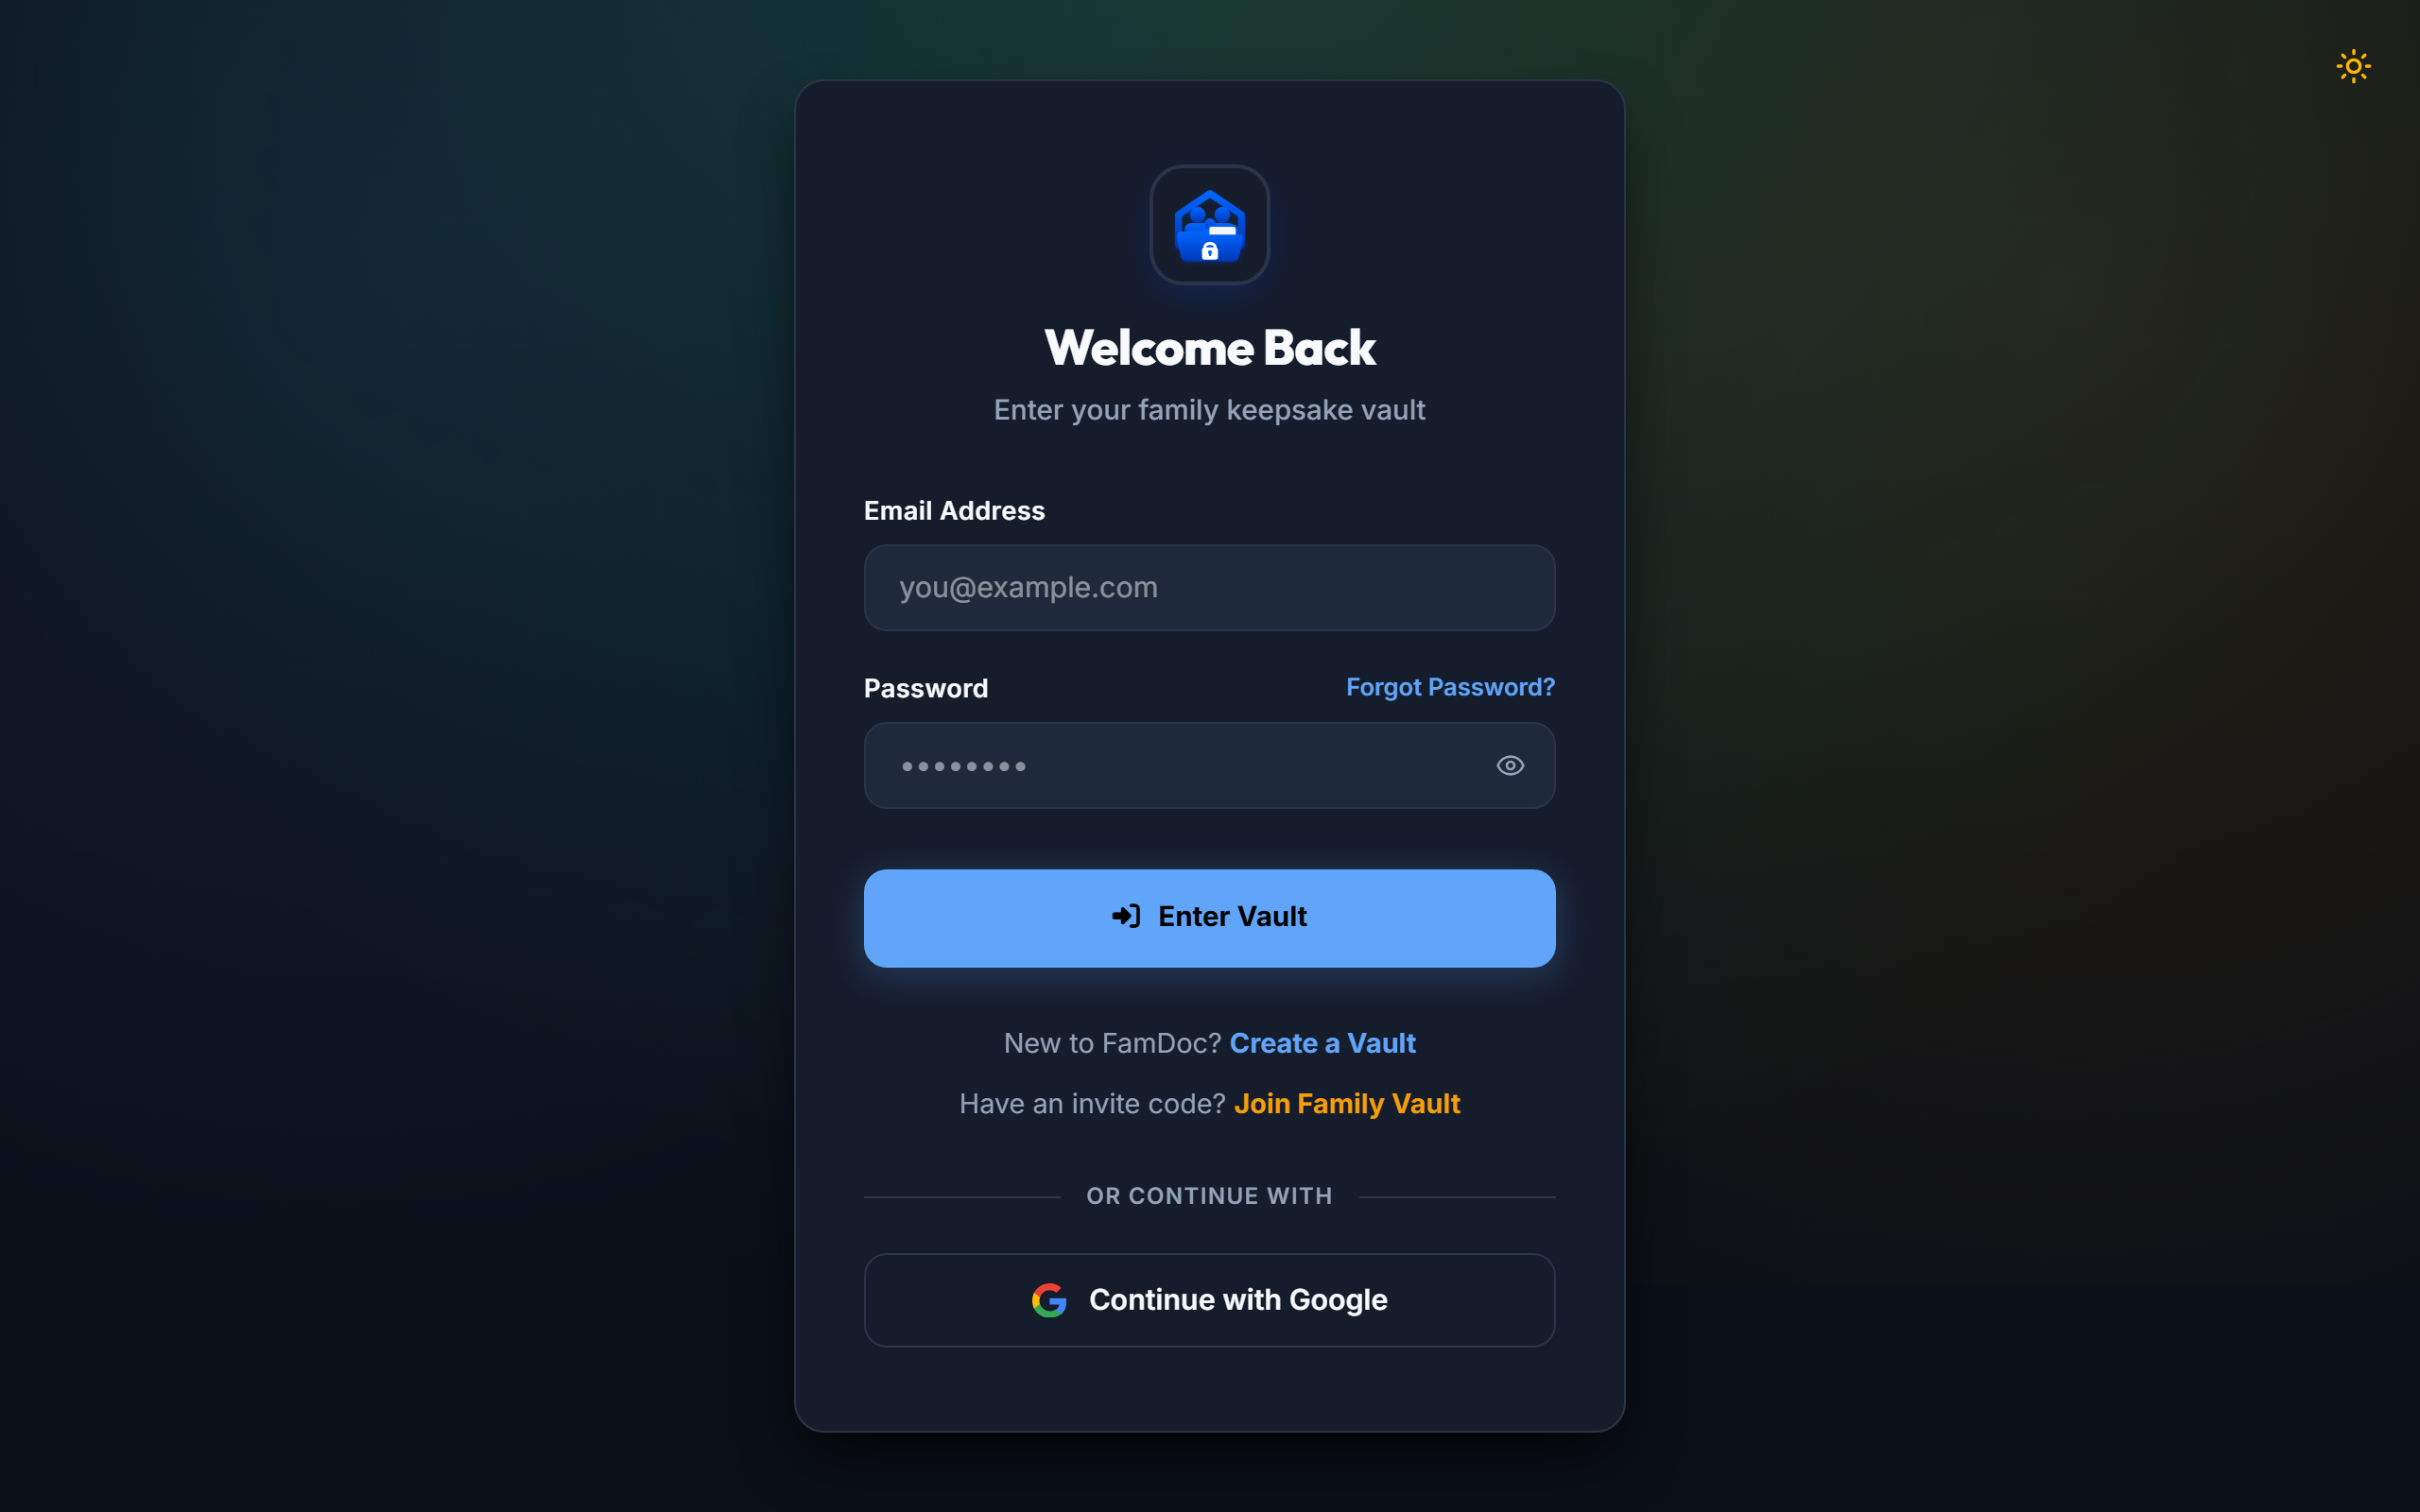 Welcome Back
Enter your family keepsake vault
Email Address
you@example.com
Password Forgot Password?
••••••••
Enter Vault
New to FamDoc? Create a Vault
Have an invite code? Join Family Vault
OR CONTINUE WITH
Continue with Google